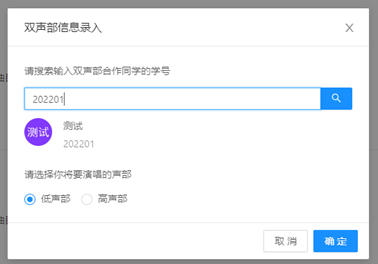 双声部信息录入
请搜索输入双声部合作同学的学号
202201
测试
测试
202201
请选择你将要演唱的声部
低声部 高声部
取消 确定